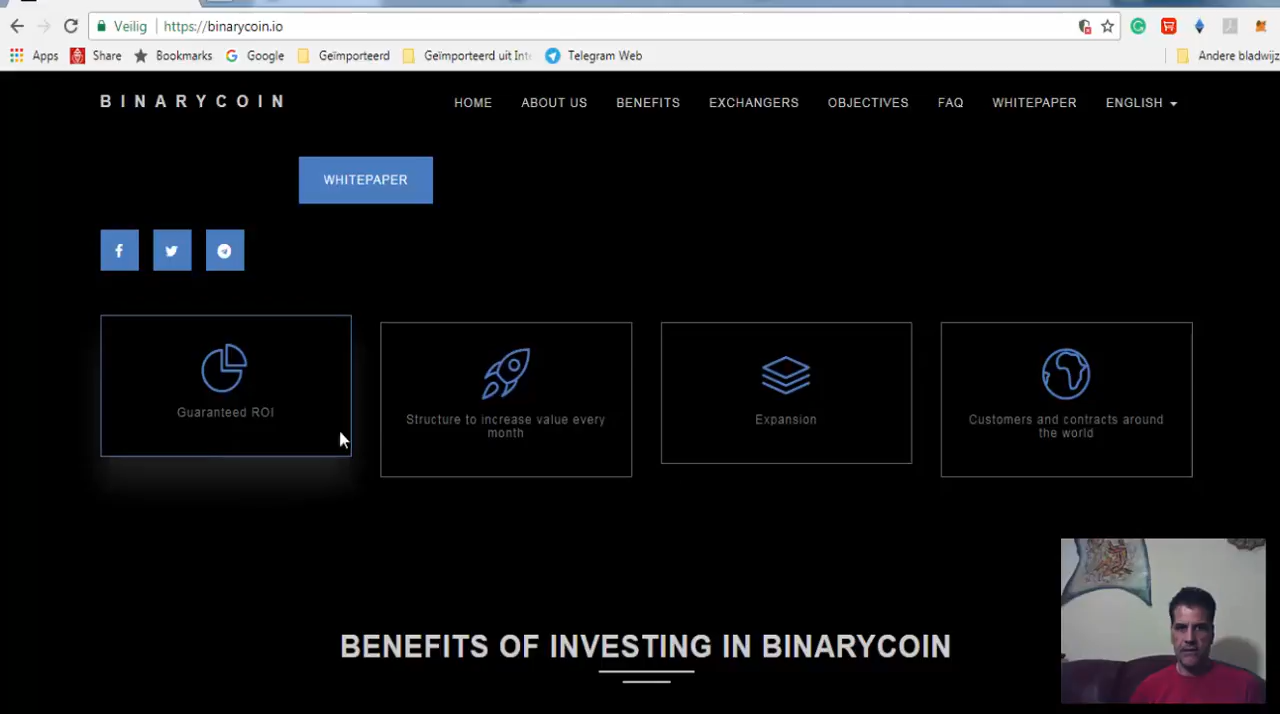 Veilig https://binarycoin.io
Apps Share Bookmarks Google Geïmporteerd Geïmporteerd uit Telegram Web Andere
BINARYCOIN HOME ABOUT US BENEFITS EXCHANGERS OBJECTIVES FAQ WHITEPAPER ENGLISH
WHITEPAPER
Guaranteed ROI
Structure to increase value every
month
Expansion
Customers and contracts around
the world
BENEFITS OF INVESTING IN BINARYCOIN